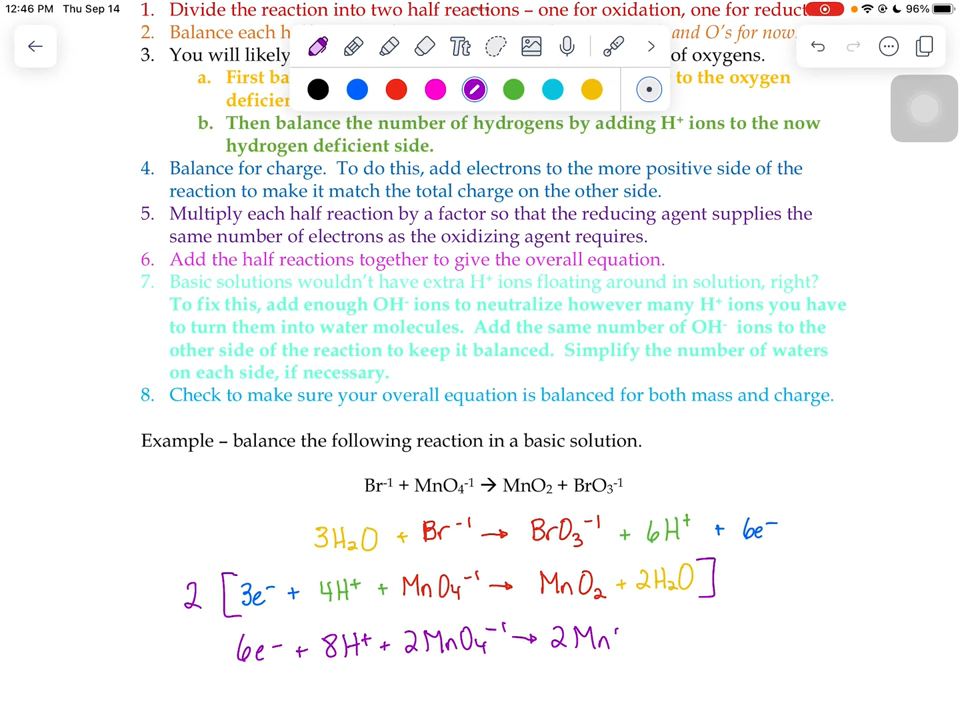 12:46 PM Thu Sep 14 96%
1. Divide the reaction into two half reactions – one for oxidation, one for reduct
2. Balance each h and O's for now.
3. You will likely of oxygens.
a. First ba to the oxygen
deficien
b. Then balance the number of hydrogens by adding H⁺ ions to the now
hydrogen deficient side.
4. Balance for charge. To do this, add electrons to the more positive side of the
reaction to make it match the total charge on the other side.
5. Multiply each half reaction by a factor so that the reducing agent supplies the
same number of electrons as the oxidizing agent requires.
6. Add the half reactions together to give the overall equation.
7. Basic solutions wouldn't have extra H⁺ ions floating around in solution, right?
To fix this, add enough OH⁻ ions to neutralize however many H⁺ ions you have
to turn them into water molecules. Add the same number of OH⁻ ions to the
other side of the reaction to keep it balanced. Simplify the number of waters
on each side, if necessary.
8. Check to make sure your overall equation is balanced for both mass and charge.
Example – balance the following reaction in a basic solution.
Br⁻¹ + MnO₄⁻¹ → MnO₂ + BrO₃⁻¹
3H₂O + Br⁻¹ → BrO₃⁻¹ + 6H⁺ + 6e⁻
2 [3e⁻ + 4H⁺ + MnO₄⁻¹ → MnO₂ + 2H₂O]
6e⁻ + 8H⁺ + 2MnO₄⁻¹ → 2Mn